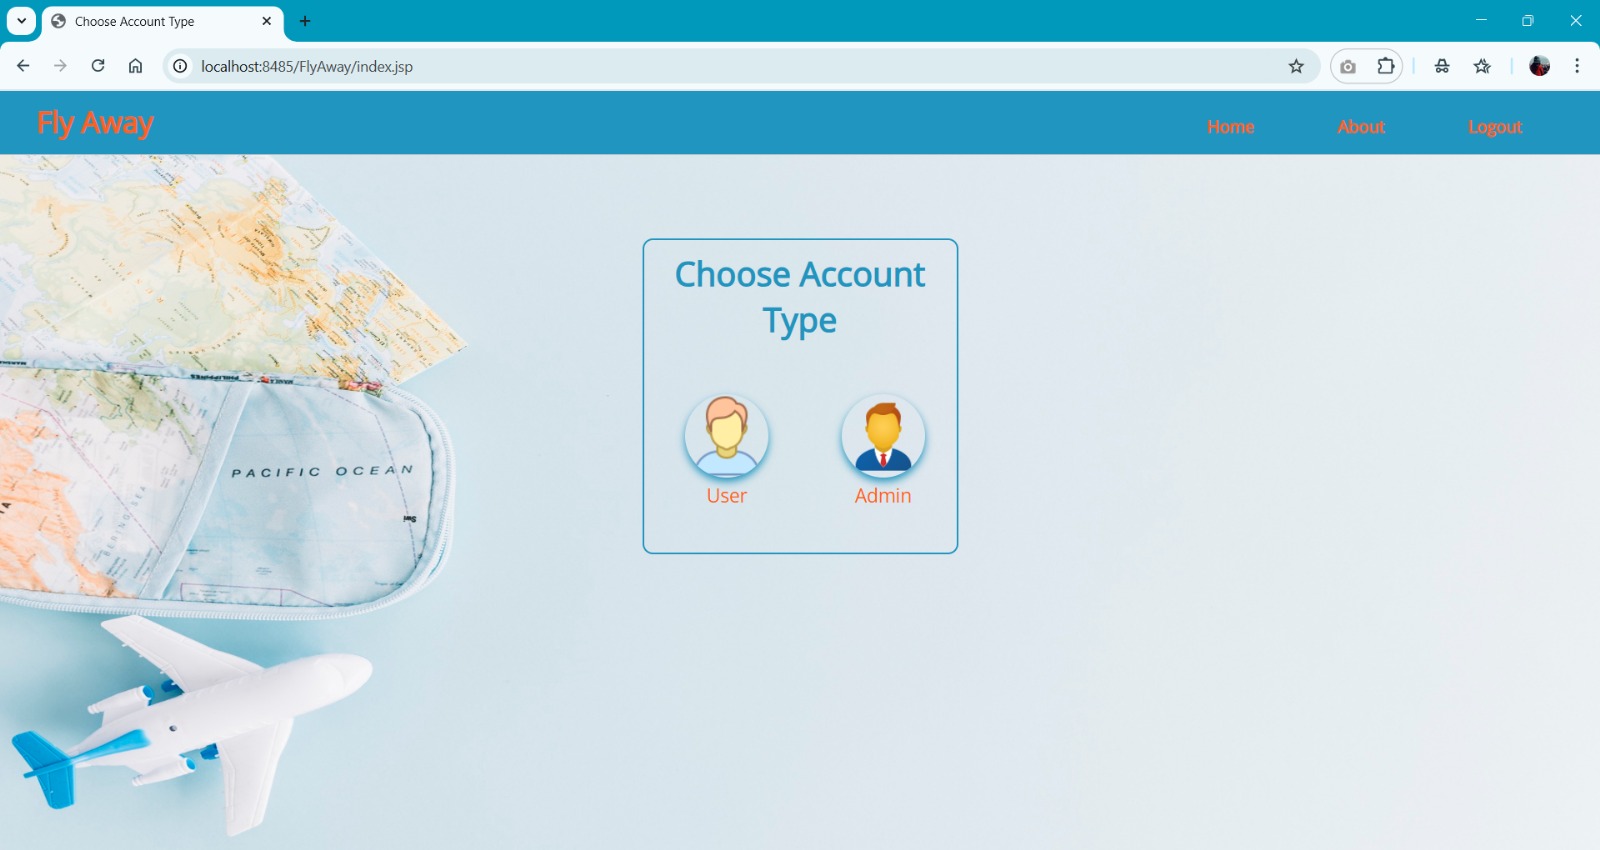 Choose Account Type
localhost:8485/FlyAway/index.jsp
Fly Away
Home
About
Logout
Choose Account
Type
User
Admin
PHILIPPINES
PACIFIC OCEAN